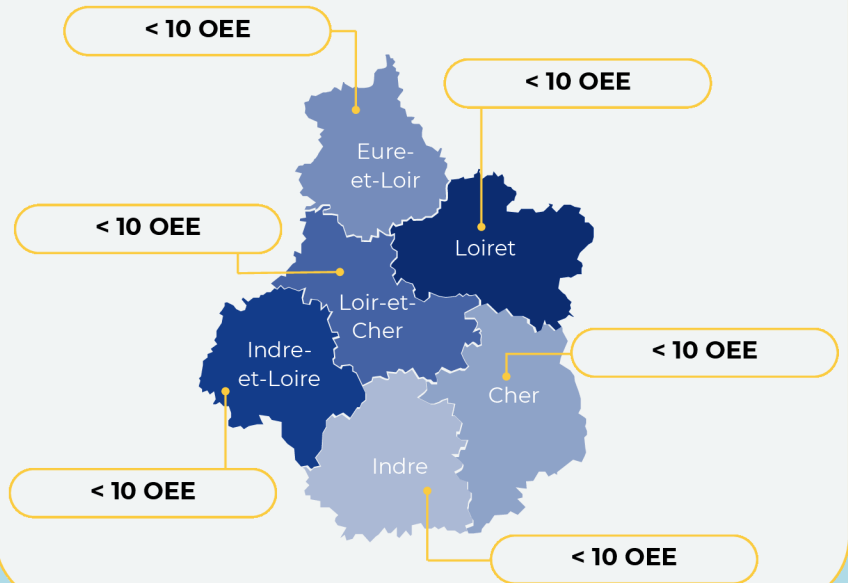 < 10 OEE
< 10 OEE
Eure-
et-Loir
< 10 OEE
Loiret
Loir-et-
Cher
Indre-
et-Loire
< 10 OEE
Cher
Indre
< 10 OEE
< 10 OEE